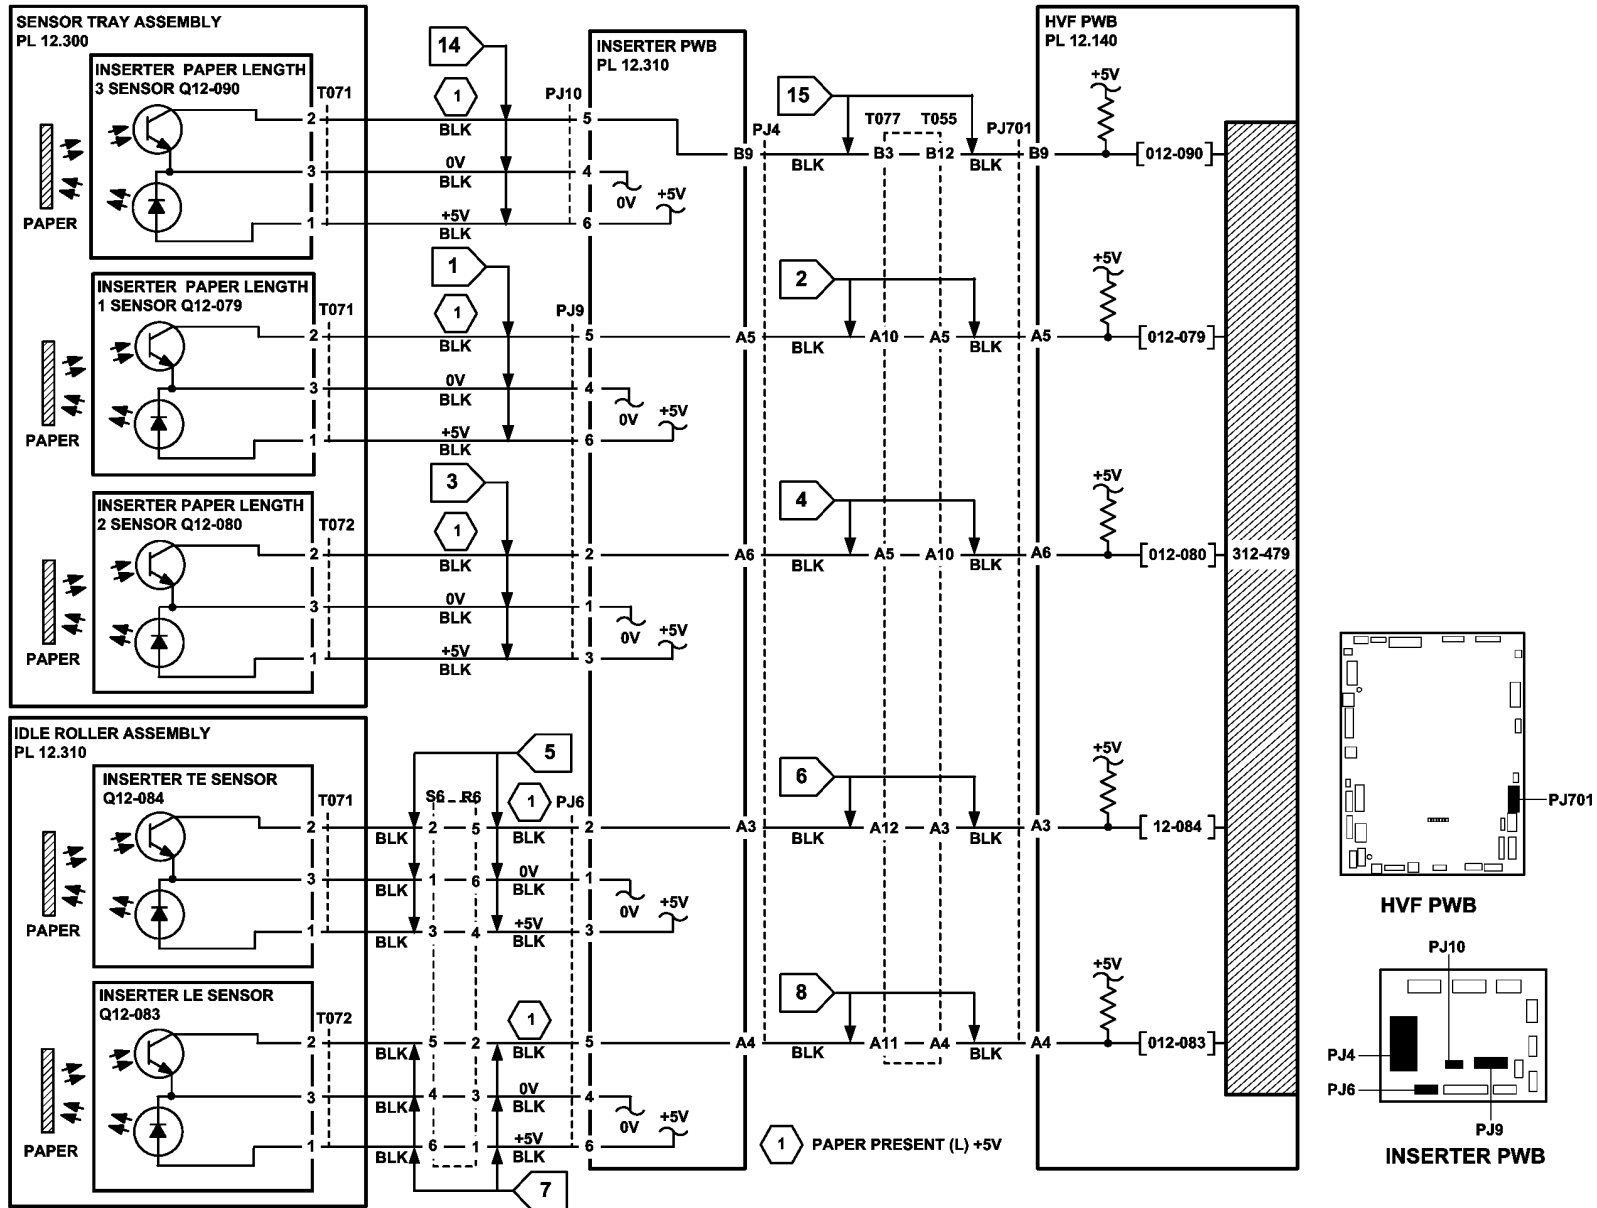 SENSOR TRAY ASSEMBLY
PL 12.300
INSERTER PAPER LENGTH
3 SENSOR Q12-090
T071
2
3
1
PAPER
14
1
BLK
0V
BLK
+5V
BLK
PJ10
INSERTER PWB
PL 12.310
5
4
6
0V
+5V
B9
PJ4
15
BLK
T077
T055
B3
B12
BLK
PJ701
HVF PWB
PL 12.140
B9
+5V
012-090
INSERTER PAPER LENGTH
1 SENSOR Q12-079
T071
2
3
1
PAPER
1
1
BLK
0V
BLK
+5V
BLK
PJ9
5
4
6
0V
+5V
A5
2
BLK
A10
A5
BLK
A5
+5V
012-079
INSERTER PAPER LENGTH
2 SENSOR Q12-080
T072
2
3
1
PAPER
3
1
BLK
0V
BLK
+5V
BLK
2
1
3
0V
+5V
A6
4
BLK
A5
A10
BLK
A6
+5V
012-080
312-479
IDLE ROLLER ASSEMBLY
PL 12.310
INSERTER TE SENSOR
Q12-084
T071
2
3
1
PAPER
5
S6
R6
1
PJ6
BLK
2
5
BLK
BLK
1
6
0V
BLK
BLK
3
4
+5V
BLK
2
1
3
0V
+5V
A3
6
BLK
A12
A3
BLK
A3
+5V
12-084
INSERTER LE SENSOR
Q12-083
T072
2
3
1
PAPER
1
BLK
5
2
BLK
BLK
4
3
0V
BLK
BLK
6
1
+5V
BLK
7
5
4
6
0V
+5V
A4
8
BLK
A11
A4
BLK
A4
+5V
012-083
1
PAPER PRESENT (L) +5V
PJ701
HVF PWB
PJ10
PJ4
PJ6
PJ9
INSERTER PWB